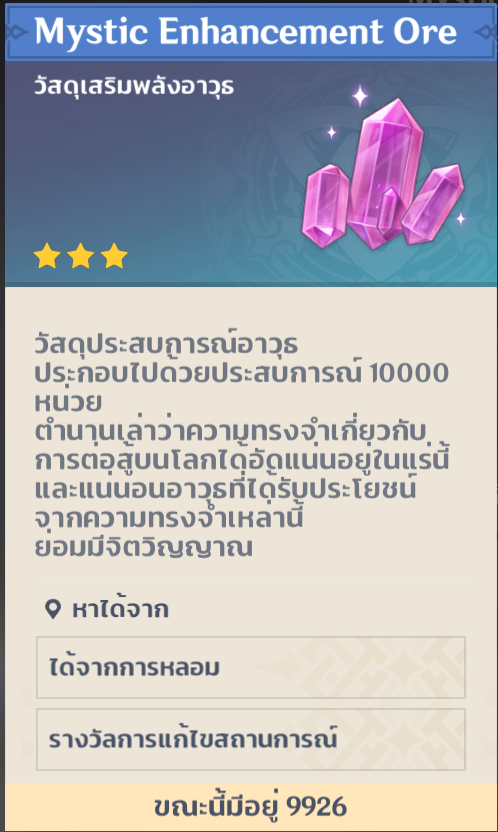 Mystic Enhancement Ore
วัสดุเสริมพลังอาวุธ
วัสดุประสบการณ์อาวุธ
ประกอบไปด้วยประสบการณ์ 10000
หน่วย
ตำนานเล่าว่าความทรงจำเกี่ยวกับ
การต่อสู้บนโลกได้อัดแน่นอยู่ในแร่นี้
และแน่นอนอาวุธที่ได้รับประโยชน์
จากความทรงจำเหล่านี้
ย่อมมีจิตวิญญาณ
หาได้จาก
ได้จากการหลอม
รางวัลการแก้ไขสถานการณ์
ขณะนี้มีอยู่ 9926